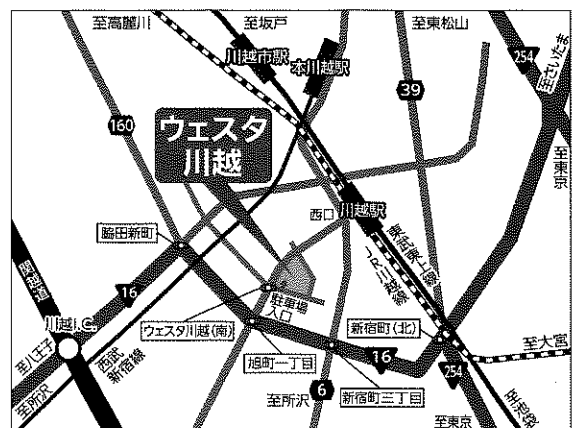 至高麗川
至坂戸
至東松山
川越市駅
本川越駅
254
至さいたま
39
160
ウェスタ
川越
至東京
西口
川越駅
東武東上線
JR川越線
脇田新町
関越道
16
駐車場
入口
川越I.C.
ウェスタ川越(南)
新宿町(北)
至大宮
至八王子
西武
新宿線
旭町一丁目
16
254
至所沢
至所沢
6
新宿町三丁目
至東京
至池袋